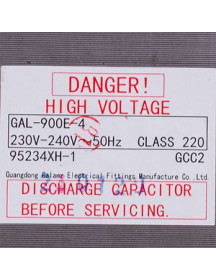 DANGER!
HIGH VOLTAGE
GAL-900E-4
230V-240V~50Hz CLASS 220
95234XH-1 GCC2
Guangdong Electrical Fittings Manufacture Co.,Ltd
DISCHARGE CAPACITOR
BEFORE SERVICING.